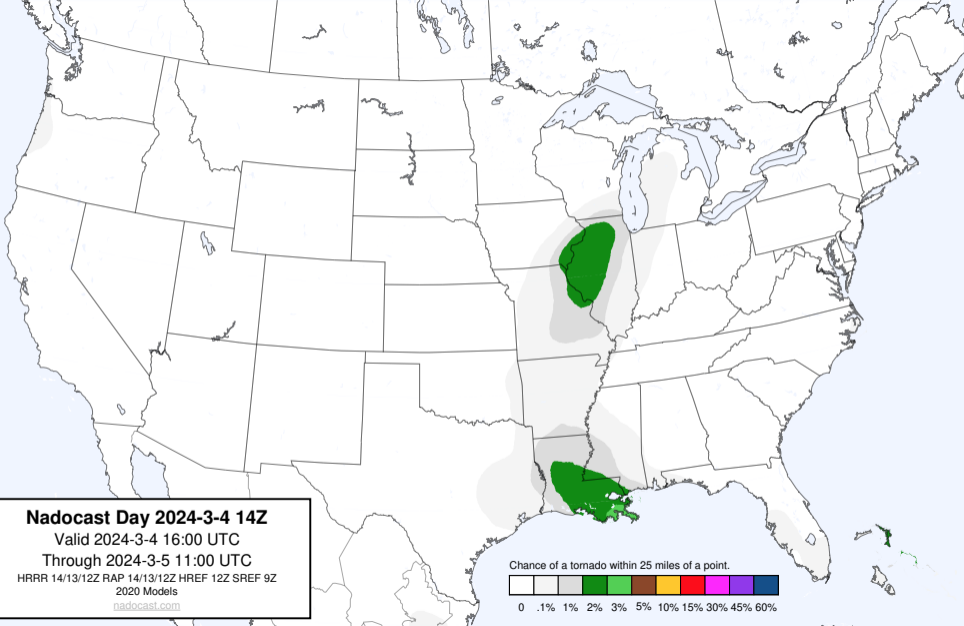 Nadocast Day 2024-3-4 14Z
Valid 2024-3-4 16:00 UTC
Through 2024-3-5 11:00 UTC
HRRR 14/13/12Z RAP 14/13/12Z HREF 12Z SREF 9Z
2020 Models
nadocast.com
Chance of a tornado within 25 miles of a point.
0 .1% 1% 2% 3% 5% 10% 15% 30% 45% 60%